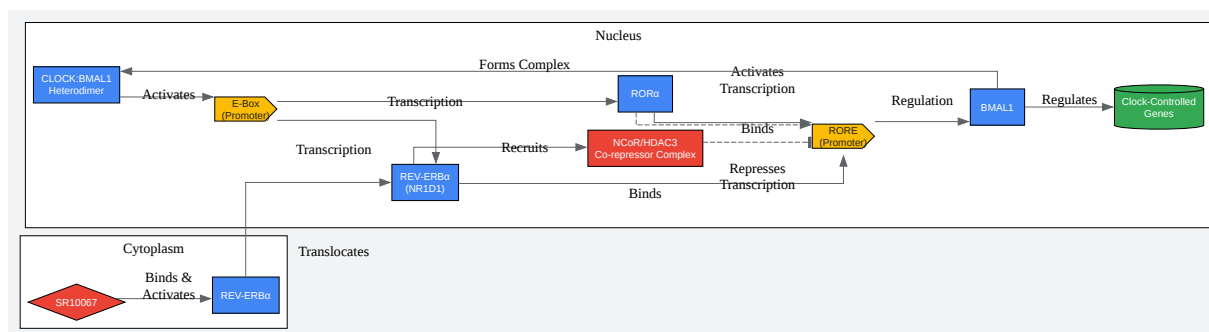 Nucleus
Forms Complex
CLOCK:BMAL1
Heterodimer
Activates
E-Box
(Promoter)
Transcription
RORα
Activates
Transcription
Binds
RORE
(Promoter)
Regulation
BMAL1
Regulates
Clock-Controlled
Genes
Transcription
Recruits
NCoR/HDAC3
Co-repressor Complex
Represses
Transcription
REV-ERBα
(NR1D1)
Binds
Cytoplasm
Translocates
SR10067
Binds &
Activates
REV-ERBα